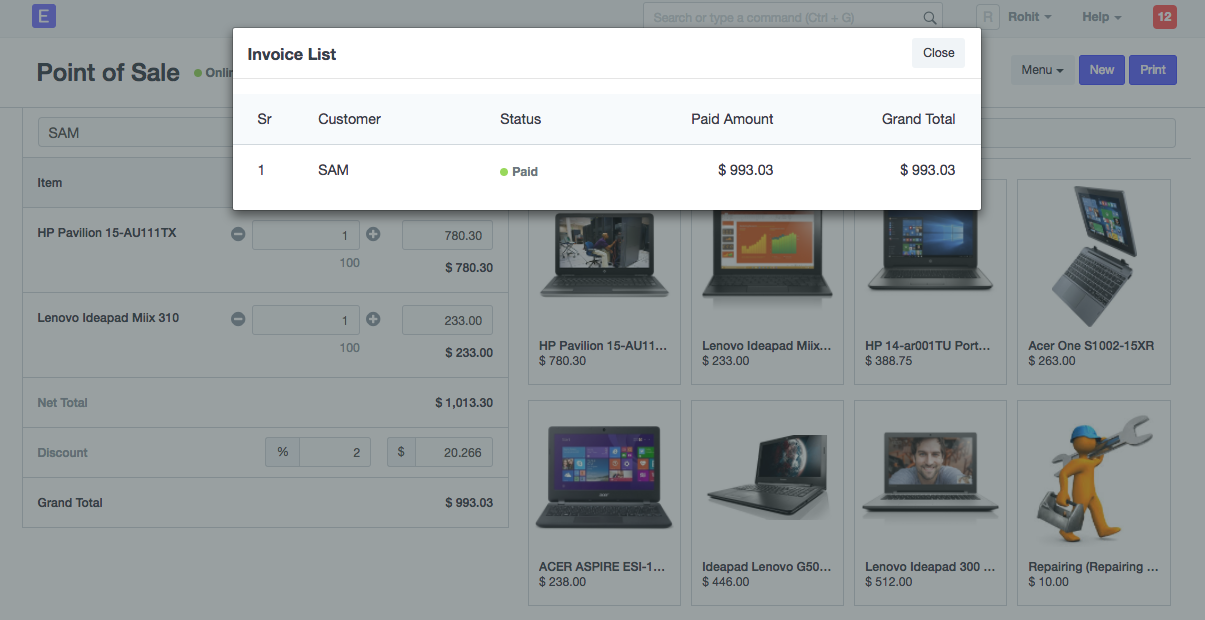 E
Search or type a command (Ctrl + G)
R
Rohit
Help
12
Invoice List
Close
Point of Sale
Menu
New
Print
Sr Customer Status Paid Amount Grand Total
1 SAM Paid $ 993.03 $ 993.03
SAM
Item
HP Pavilion 15-AU111TX
1
780.30
100
$ 780.30
Lenovo Ideapad Miix 310
1
233.00
100
$ 233.00
Net Total
$ 1,013.30
Discount
%
2
$
20.266
Grand Total
$ 993.03
HP Pavilion 15-AU11...
$ 780.30
Lenovo Ideapad Miix...
$ 233.00
HP 14-ar001TU Port...
$ 388.75
Acer One S1002-15XR
$ 263.00
ACER ASPIRE ESI-1...
$ 238.00
Ideapad Lenovo G50...
$ 446.00
Lenovo Ideapad 300 ...
$ 512.00
Repairing (Repairing ...
$ 10.00